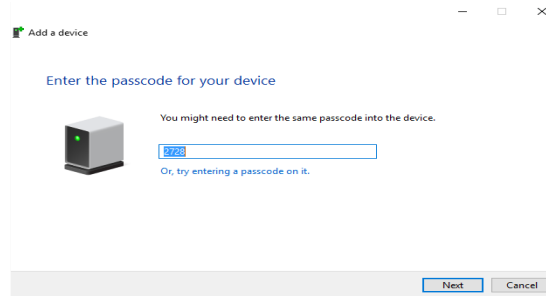 Add a device
Enter the passcode for your device
You might need to enter the same passcode into the device.
2728
Or, try entering a passcode on it.
Next
Cancel